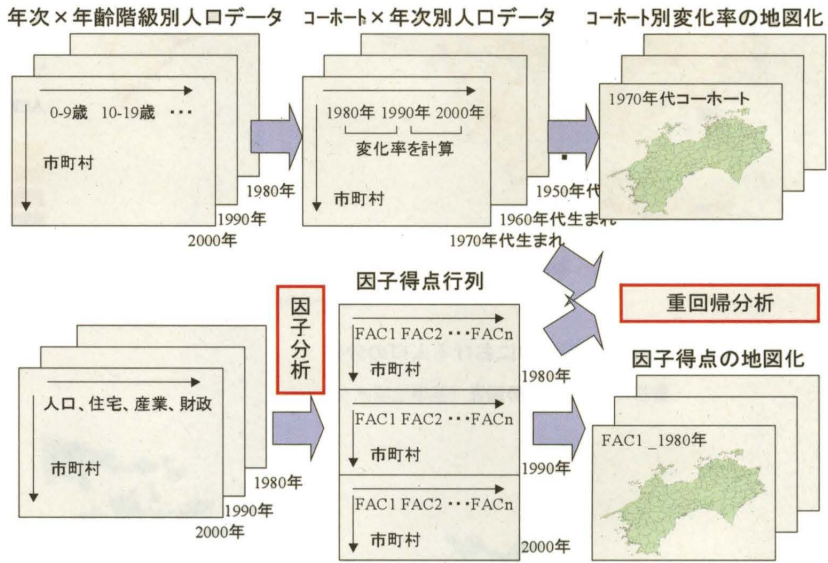 年次×年齢階級別人口データ
0-9歳 10-19歳 ・・・
市町村
1980年
1990年
2000年
コーホート×年次別人口データ
1980年 1990年 2000年
変化率を計算
市町村
1950年代
1960年代生まれ
1970年代生まれ
コーホート別変化率の地図化
1970年代コーホート
人口、住宅、産業、財政
市町村
1980年
1990年
2000年
因子分析
因子得点行列
FAC1 FAC2 ・・・FACn
市町村
1980年
FAC1 FAC2 ・・・FACn
市町村
1990年
FAC1 FAC2 ・・・FACn
市町村
2000年
重回帰分析
因子得点の地図化
FAC1_1980年